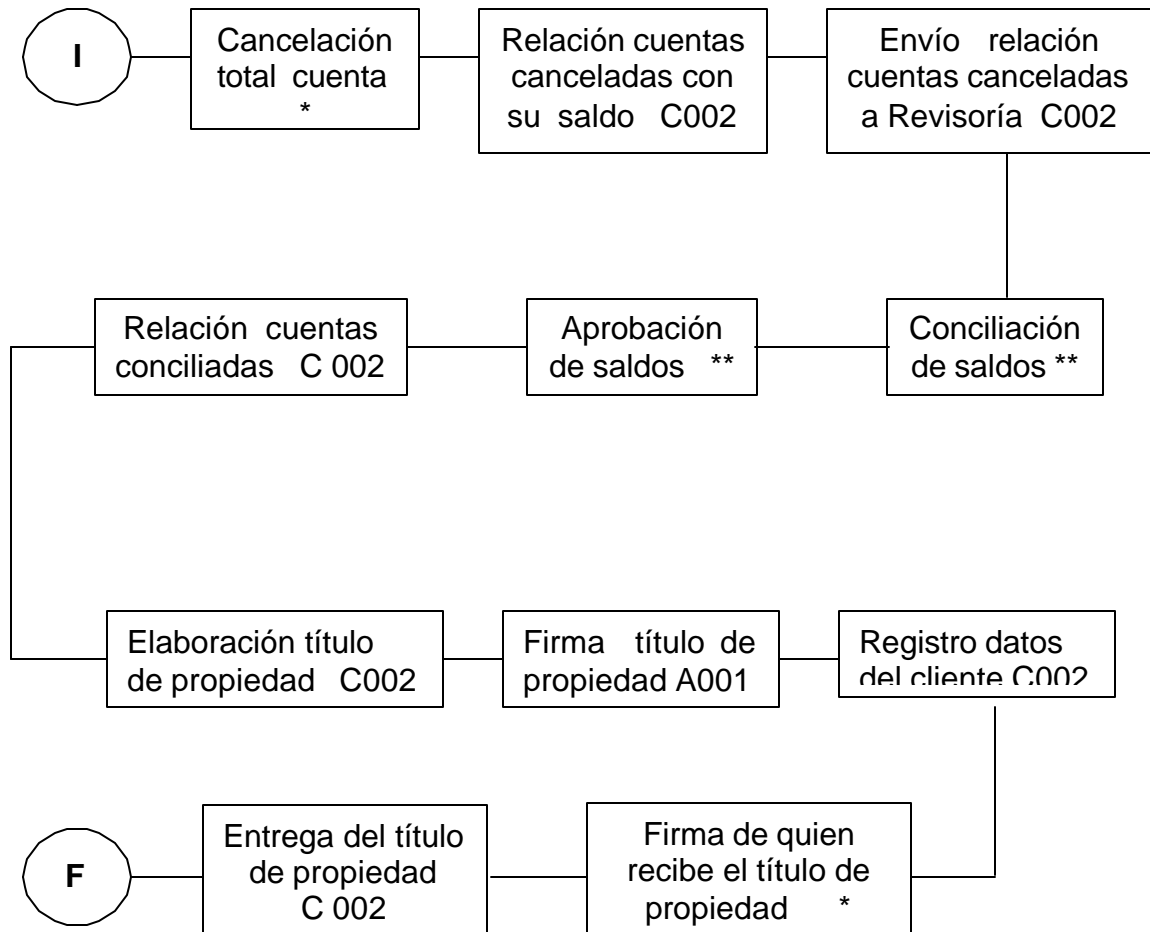 I
Cancelación
total cuenta
*
Relación cuentas
canceladas con
su saldo C002
Envío relación
cuentas canceladas
a Revisoría C002
Conciliación
de saldos **
Aprobación
de saldos **
Relación cuentas
conciliadas C 002
Elaboración título
de propiedad C002
Firma título de
propiedad A001
Registro datos
del cliente C002
Firma de quien
recibe el título de
propiedad *
Entrega del título
de propiedad
C 002
F